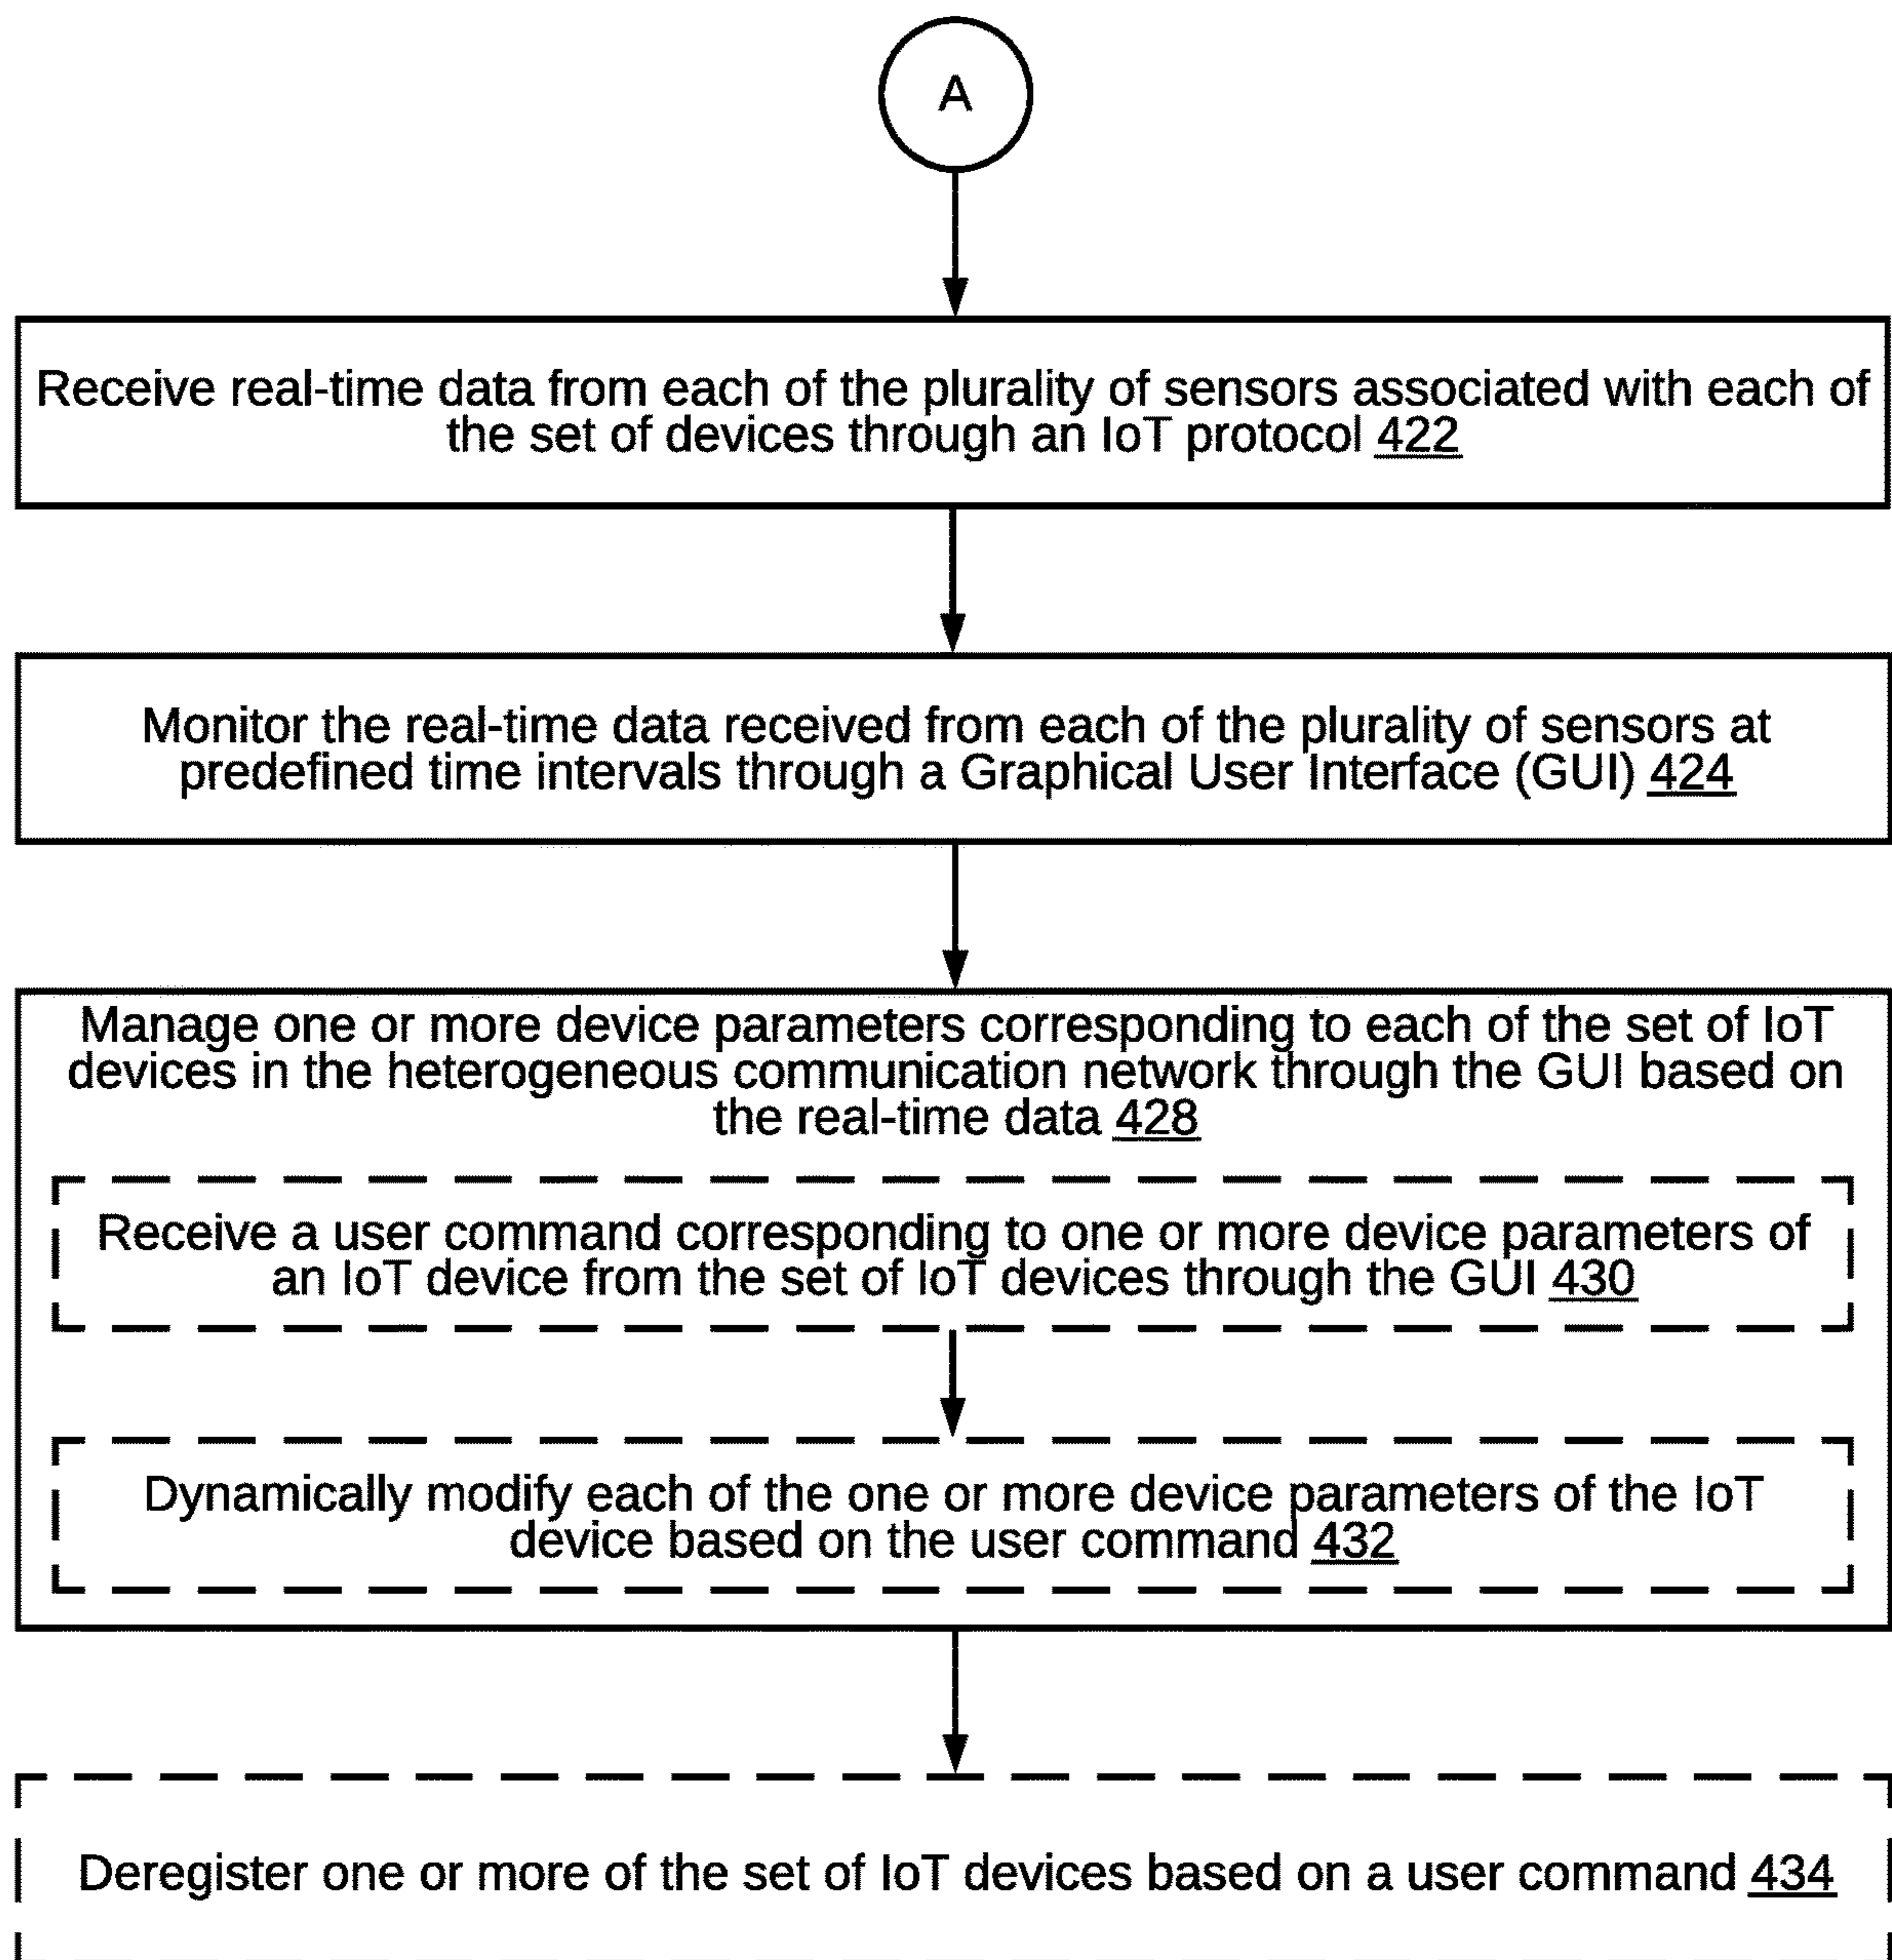 A
Receive real-time data from each of the plurality of sensors associated with each of
the set of devices through an IoT protocol 422
Monitor the real-time data received from each of the plurality of sensors at
predefined time intervals through a Graphical User Interface (GUI) 424
Manage one or more device parameters corresponding to each of the set of IoT
devices in the heterogeneous communication network through the GUI based on
the real-time data 428
Receive a user command corresponding to one or more device parameters of
an IoT device from the set of IoT devices through the GUI 430
Dynamically modify each of the one or more device parameters of the IoT
device based on the user command 432
Deregister one or more of the set of IoT devices based on a user command 434